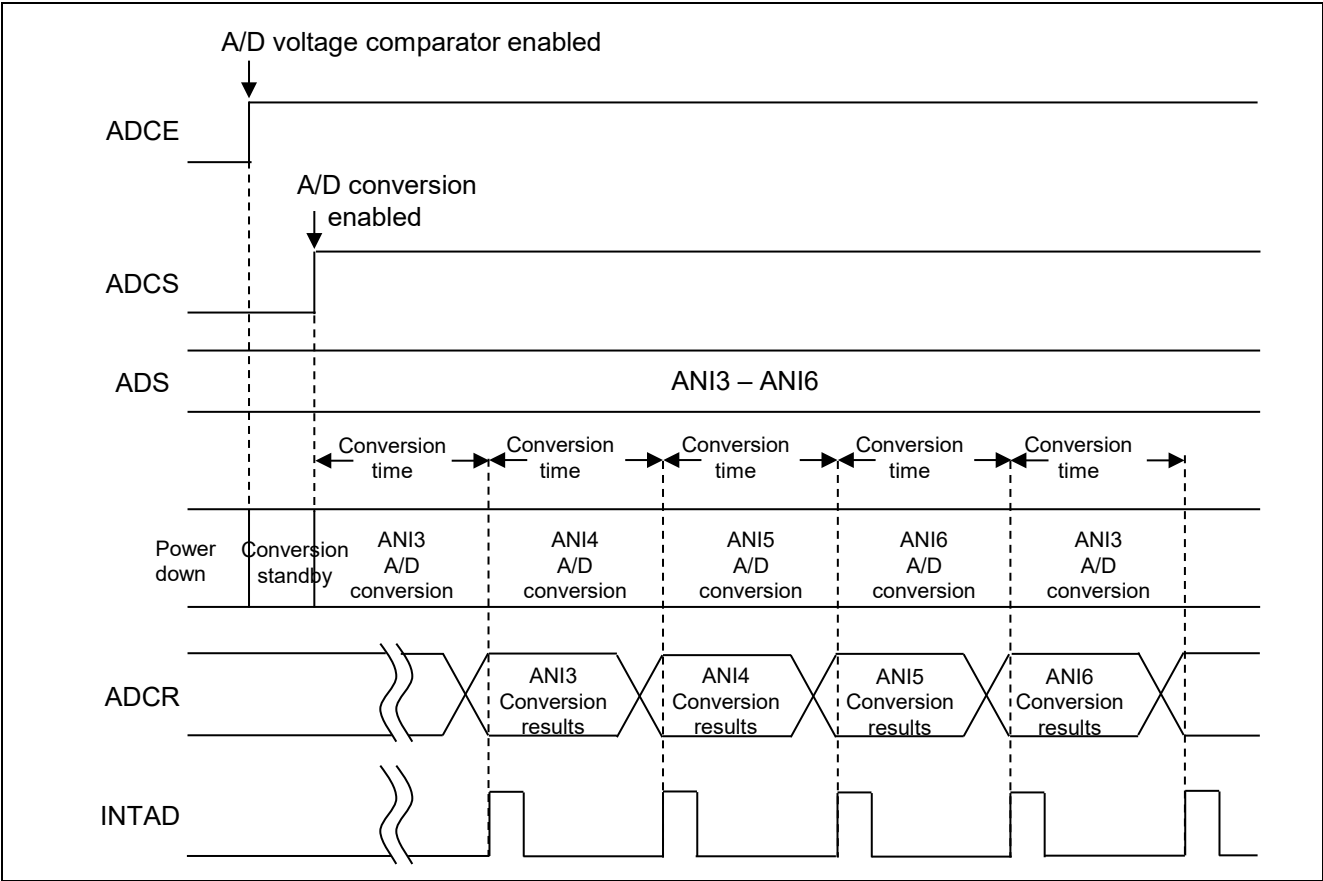 A/D voltage comparator enabled
ADCE
A/D conversion
enabled
ADCS
ADS
ANI3 – ANI6
Conversion
time
Conversion
time
Conversion
time
Conversion
time
Conversion
time
Power
down
Conversion
standby
ANI3
A/D
conversion
ANI4
A/D
conversion
ANI5
A/D
conversion
ANI6
A/D
conversion
ANI3
A/D
conversion
ADCR
ANI3
Conversion
results
ANI4
Conversion
results
ANI5
Conversion
results
ANI6
Conversion
results
INTAD